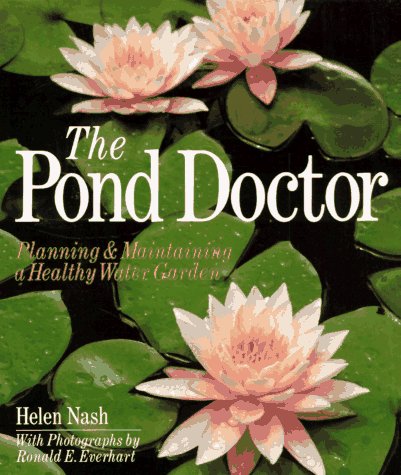 The
Pond Doctor
Planning & Maintaining
a Healthy Water Garden
Helen Nash
With Photographs by
Ronald E. Everhart